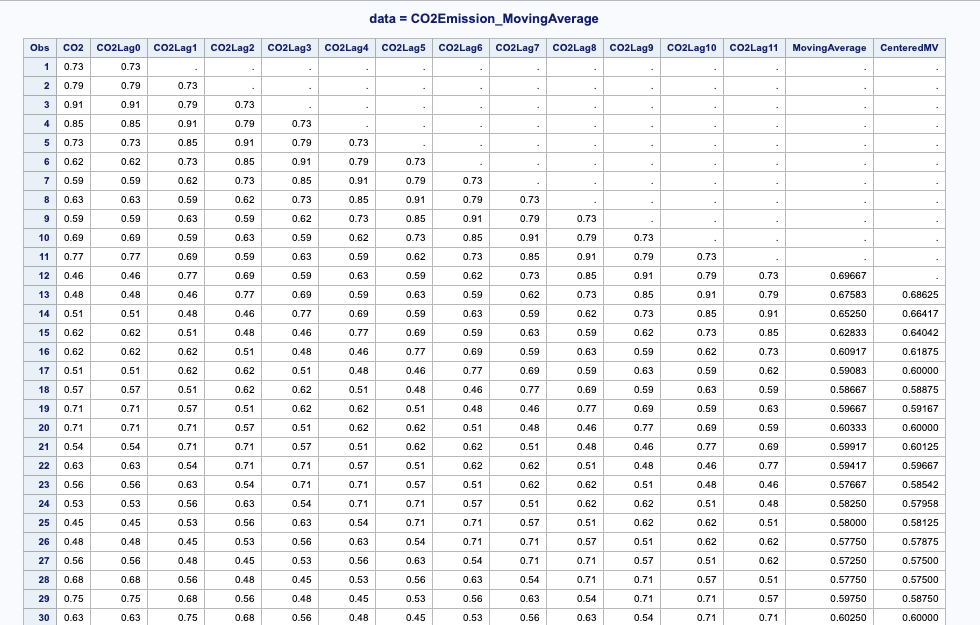 data = CO2Emission_MovingAverage
Obs CO2 CO2Lag0 CO2Lag1 CO2Lag2 CO2Lag3 CO2Lag4 CO2Lag5 CO2Lag6 CO2Lag7 CO2Lag8 CO2Lag9 CO2Lag10 CO2Lag11 MovingAverage CenteredMV
1 0.73 0.73 . . . . . . . . . . . . .
2 0.79 0.79 0.73 . . . . . . . . . . . .
3 0.91 0.91 0.79 0.73 . . . . . . . . . . .
4 0.85 0.85 0.91 0.79 0.73 . . . . . . . . . .
5 0.73 0.73 0.85 0.91 0.79 0.73 . . . . . . . . .
6 0.62 0.62 0.73 0.85 0.91 0.79 0.73 . . . . . . . .
7 0.59 0.59 0.62 0.73 0.85 0.91 0.79 0.73 . . . . . . .
8 0.63 0.63 0.59 0.62 0.73 0.85 0.91 0.79 0.73 . . . . . .
9 0.59 0.59 0.63 0.59 0.62 0.73 0.85 0.91 0.79 0.73 . . . . .
10 0.69 0.69 0.59 0.63 0.59 0.62 0.73 0.85 0.91 0.79 0.73 . . . .
11 0.77 0.77 0.69 0.59 0.63 0.59 0.62 0.73 0.85 0.91 0.79 0.73 . . .
12 0.46 0.46 0.77 0.69 0.59 0.63 0.59 0.62 0.73 0.85 0.91 0.79 0.73 0.69667 .
13 0.48 0.48 0.46 0.77 0.69 0.59 0.63 0.59 0.62 0.73 0.85 0.91 0.79 0.67583 0.68625
14 0.51 0.51 0.48 0.46 0.77 0.69 0.59 0.63 0.59 0.62 0.73 0.85 0.91 0.65250 0.66417
15 0.62 0.62 0.51 0.48 0.46 0.77 0.69 0.59 0.63 0.59 0.62 0.73 0.85 0.62833 0.64042
16 0.62 0.62 0.62 0.51 0.48 0.46 0.77 0.69 0.59 0.63 0.59 0.62 0.73 0.60917 0.61875
17 0.51 0.51 0.62 0.62 0.51 0.48 0.46 0.77 0.69 0.59 0.63 0.59 0.62 0.59083 0.60000
18 0.57 0.57 0.51 0.62 0.62 0.51 0.48 0.46 0.77 0.69 0.59 0.63 0.59 0.58667 0.58875
19 0.71 0.71 0.57 0.51 0.62 0.62 0.51 0.48 0.46 0.77 0.69 0.59 0.63 0.59667 0.59167
20 0.71 0.71 0.71 0.57 0.51 0.62 0.62 0.51 0.48 0.46 0.77 0.69 0.59 0.60333 0.60000
21 0.54 0.54 0.71 0.71 0.57 0.51 0.62 0.62 0.51 0.48 0.46 0.77 0.69 0.59917 0.60125
22 0.63 0.63 0.54 0.71 0.71 0.57 0.51 0.62 0.62 0.51 0.48 0.46 0.77 0.59417 0.59667
23 0.56 0.56 0.63 0.54 0.71 0.71 0.57 0.51 0.62 0.62 0.51 0.48 0.46 0.57667 0.58542
24 0.53 0.53 0.56 0.63 0.54 0.71 0.71 0.57 0.51 0.62 0.62 0.51 0.48 0.58250 0.57958
25 0.45 0.45 0.53 0.56 0.63 0.54 0.71 0.71 0.57 0.51 0.62 0.62 0.51 0.58000 0.58125
26 0.48 0.48 0.45 0.53 0.56 0.63 0.54 0.71 0.71 0.57 0.51 0.62 0.62 0.57750 0.57875
27 0.56 0.56 0.48 0.45 0.53 0.56 0.63 0.54 0.71 0.71 0.57 0.51 0.62 0.57250 0.57500
28 0.68 0.68 0.56 0.48 0.45 0.53 0.56 0.63 0.54 0.71 0.71 0.57 0.51 0.57750 0.57500
29 0.75 0.75 0.68 0.56 0.48 0.45 0.53 0.56 0.63 0.54 0.71 0.71 0.57 0.59750 0.58750
30 0.63 0.63 0.75 0.68 0.56 0.48 0.45 0.53 0.56 0.63 0.54 0.71 0.71 0.60250 0.60000